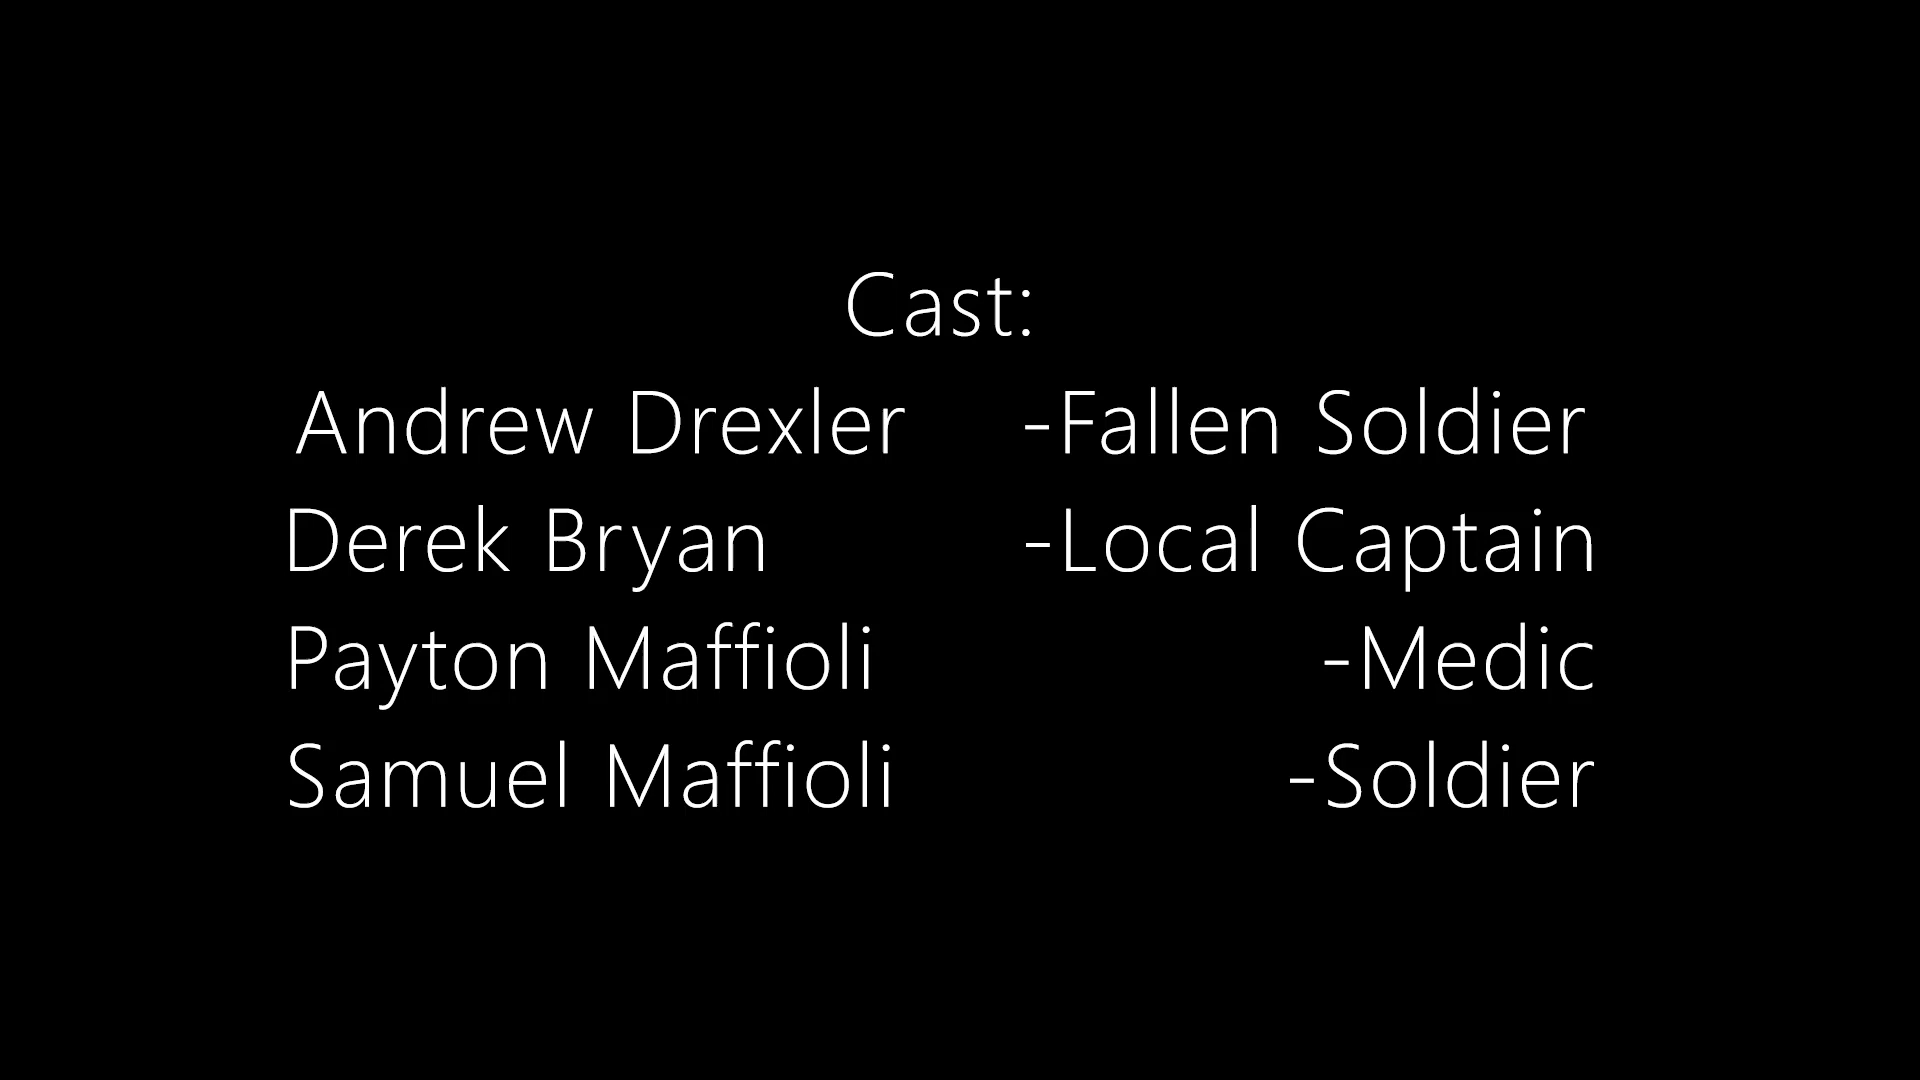 Cast:
Andrew Drexler -Fallen Soldier
Derek Bryan -Local Captain
Payton Maffioli -Medic
Samuel Maffioli -Soldier